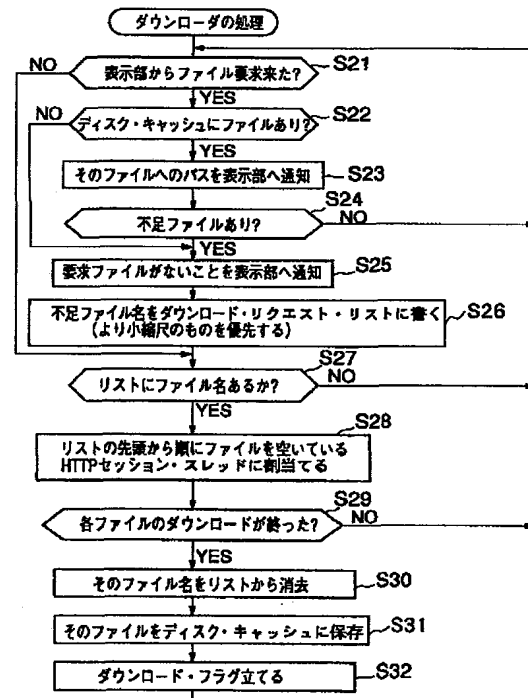 ダウンローダの処理
表示部からファイル要求来た?
S21
NO
YES
ディスク・キャッシュにファイルあり?
S22
NO
YES
そのファイルへのパスを表示部へ通知
S23
不足ファイルあり?
S24
NO
YES
要求ファイルがないことを表示部へ通知
S25
不足ファイル名をダウンロード・リクエスト・リストに書く
(より小縮尺のものを優先する)
S26
リストにファイル名あるか?
S27
NO
YES
リストの先頭から順にファイルを空いている
HTTPセッション・スレッドに割当てる
S28
各ファイルのダウンロードが終った?
S29
NO
YES
そのファイル名をリストから消去
S30
そのファイルをディスク・キャッシュに保存
S31
ダウンロード・フラグ立てる
S32